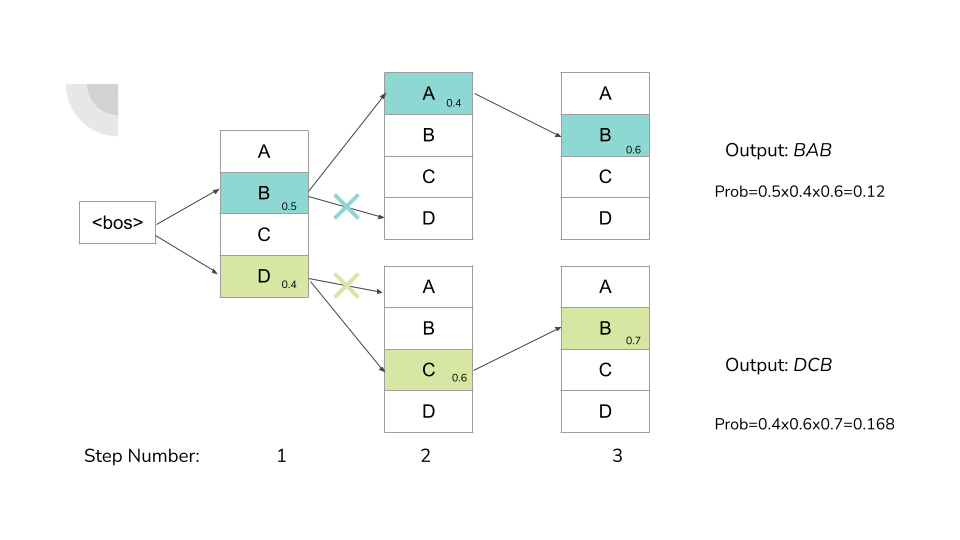 <bos>
A
B 0.5
C
D 0.4
A 0.4
B
C
D
A
B
C 0.6
D
A
B 0.6
C
D
A
B 0.7
C
D
Output: BAB
Prob=0.5x0.4x0.6=0.12
Output: DCB
Prob=0.4x0.6x0.7=0.168
Step Number: 1 2 3